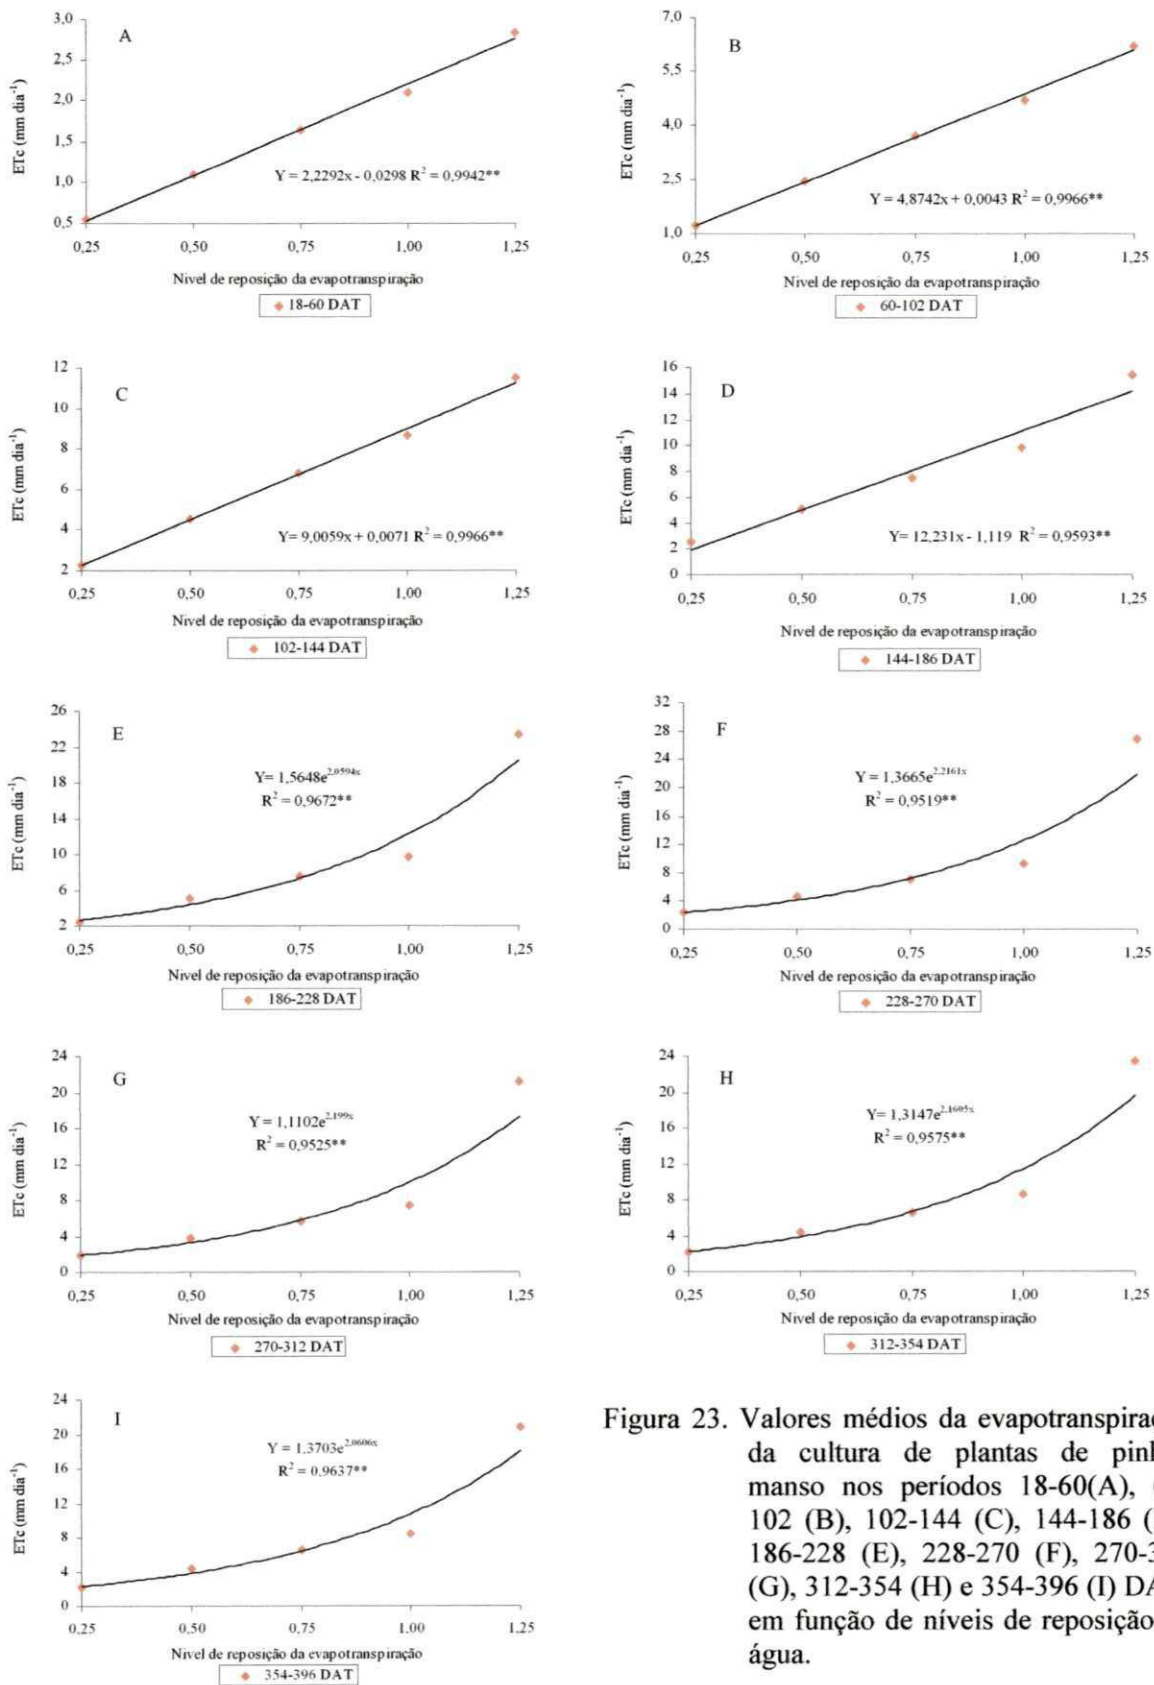 A
ETc (mm dia⁻¹)
3,0
2,5
2,0
1,5
1,0
0,5
Y = 2,2292x - 0,0298 R² = 0,9942**
0,25 0,50 0,75 1,00 1,25
Nivel de reposição da evapotranspiração
18-60 DAT
B
ETc (mm dia⁻¹)
7,0
5,5
4,0
2,5
1,0
Y = 4,8742x + 0,0043 R² = 0,9966**
0,25 0,50 0,75 1,00 1,25
Nivel de reposição da evapotranspiração
60-102 DAT
C
ETc (mm dia⁻¹)
12
10
8
6
4
2
Y= 9,0059x + 0,0071 R² = 0,9966**
0,25 0,50 0,75 1,00 1,25
Nivel de reposição da evapotranspiração
102-144 DAT
D
ETc (mm dia⁻¹)
16
14
12
10
8
6
4
2
0
Y= 12,231x - 1,119 R² = 0,9593**
0,25 0,50 0,75 1,00 1,25
Nivel de reposição da evapotranspiração
144-186 DAT
E
ETc (mm dia⁻¹)
26
22
18
14
10
6
2
Y= 1,5648e^2,0594x
R² = 0,9672**
0,25 0,50 0,75 1,00 1,25
Nivel de reposição da evapotranspiração
186-228 DAT
F
ETc (mm dia⁻¹)
32
28
24
20
16
12
8
4
0
Y = 1,3665e^2,2161x
R² = 0,9519**
0,25 0,50 0,75 1,00 1,25
Nivel de reposição da evapotranspiração
228-270 DAT
G
ETc (mm dia⁻¹)
24
20
16
12
8
4
0
Y = 1,1102e^2,199x
R² = 0,9525**
0,25 0,50 0,75 1,00 1,25
Nivel de reposição da evapotranspiração
270-312 DAT
H
ETc (mm dia⁻¹)
24
20
16
12
8
4
0
Y= 1,3147e^2,1605x
R² = 0,9575**
0,25 0,50 0,75 1,00 1,25
Nivel de reposição da evapotranspiração
312-354 DAT
I
ETc (mm dia⁻¹)
24
20
16
12
8
4
0
Y = 1,3703e^2,0606x
R² = 0,9637**
0,25 0,50 0,75 1,00 1,25
Nivel de reposição da evapotranspiração
354-396 DAT
Figura 23. Valores médios da
da cultura de plantas de
manso nos períodos 18-60(A),
102 (B), 102-144 (C), 144-186
186-228 (E), 228-270 (F),
(G), 312-354 (H) e 354-396 (I)
em função de níveis de reposição
água.